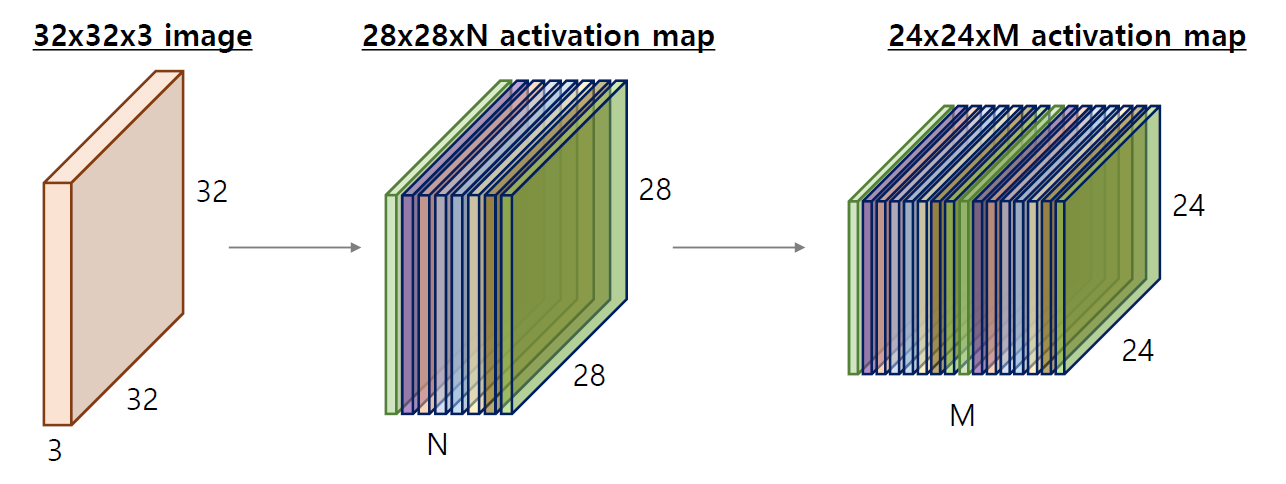 32x32x3 image
28x28xN activation map
24x24xM activation map
32
32
3
28
28
N
24
24
M